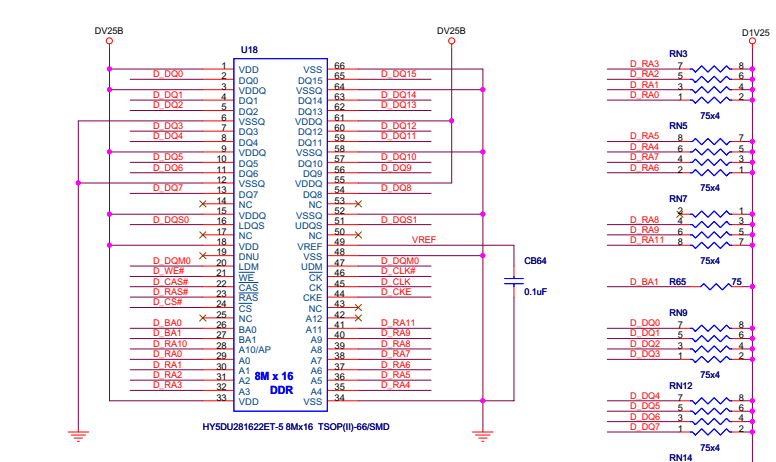 DV25B DV25B D1V25
U18
1 VDD VSS 66
D_DQ0 2 DQ0 DQ15 65 D_DQ15
3 VDDQ VSSQ 64
D_DQ1 4 DQ1 DQ14 63 D_DQ14
D_DQ2 5 DQ2 DQ13 62 D_DQ13
6 VSSQ VDDQ 61
D_DQ3 7 DQ3 DQ12 60 D_DQ12
D_DQ4 8 DQ4 DQ11 59 D_DQ11
9 VDDQ VSSQ 58
D_DQ5 10 DQ5 DQ10 57 D_DQ10
D_DQ6 11 DQ6 DQ9 56 D_DQ9
12 VSSQ VDDQ 55
D_DQ7 13 DQ7 DQ8 54 D_DQ8
14 NC NC 53
15 VDDQ VSSQ 52
D_DQS0 16 LDQS UDQS 51 D_DQS1
17 NC NC 50
18 VDD VREF 49 VREF
19 DNU VSS 48
D_DQM0 20 LDM UDM 47 D_DQM0
D_WE# 21 WE CK 46 D_CLK#
D_CAS# 22 CAS CK 45 D_CLK
D_RAS# 23 RAS CKE 44 D_CKE
D_CS# 24 CS NC 43
25 NC A12 42
D_BA0 26 BA0 A11 41 D_RA11
D_BA1 27 BA1 A9 40 D_RA9
D_RA10 28 A10/AP A8 39 D_RA8
D_RA0 29 A0 A7 38 D_RA7
D_RA1 30 A1 A6 37 D_RA6
D_RA2 31 A2 A5 36 D_RA5
D_RA3 32 A3 A4 35 D_RA4
33 VDD VSS 34
8M x 16
DDR
HY5DU281622ET-5 8Mx16 TSOP(II)-66/SMD
CB64
0.1uF
RN3
D_RA3 7 8
D_RA2 5 6
D_RA1 3 4
D_RA0 1 2
75x4
RN5
D_RA5 8 7
D_RA4 6 5
D_RA7 4 3
D_RA6 2 1
75x4
RN7
2 1
D_RA8 4 3
D_RA9 6 5
D_RA11 8 7
75x4
D_BA1 R65 75
RN9
D_DQ0 7 8
D_DQ1 5 6
D_DQ2 3 4
D_DQ3 1 2
75x4
RN12
D_DQ4 7 8
D_DQ5 5 6
D_DQ6 3 4
D_DQ7 1 2
75x4
RN14